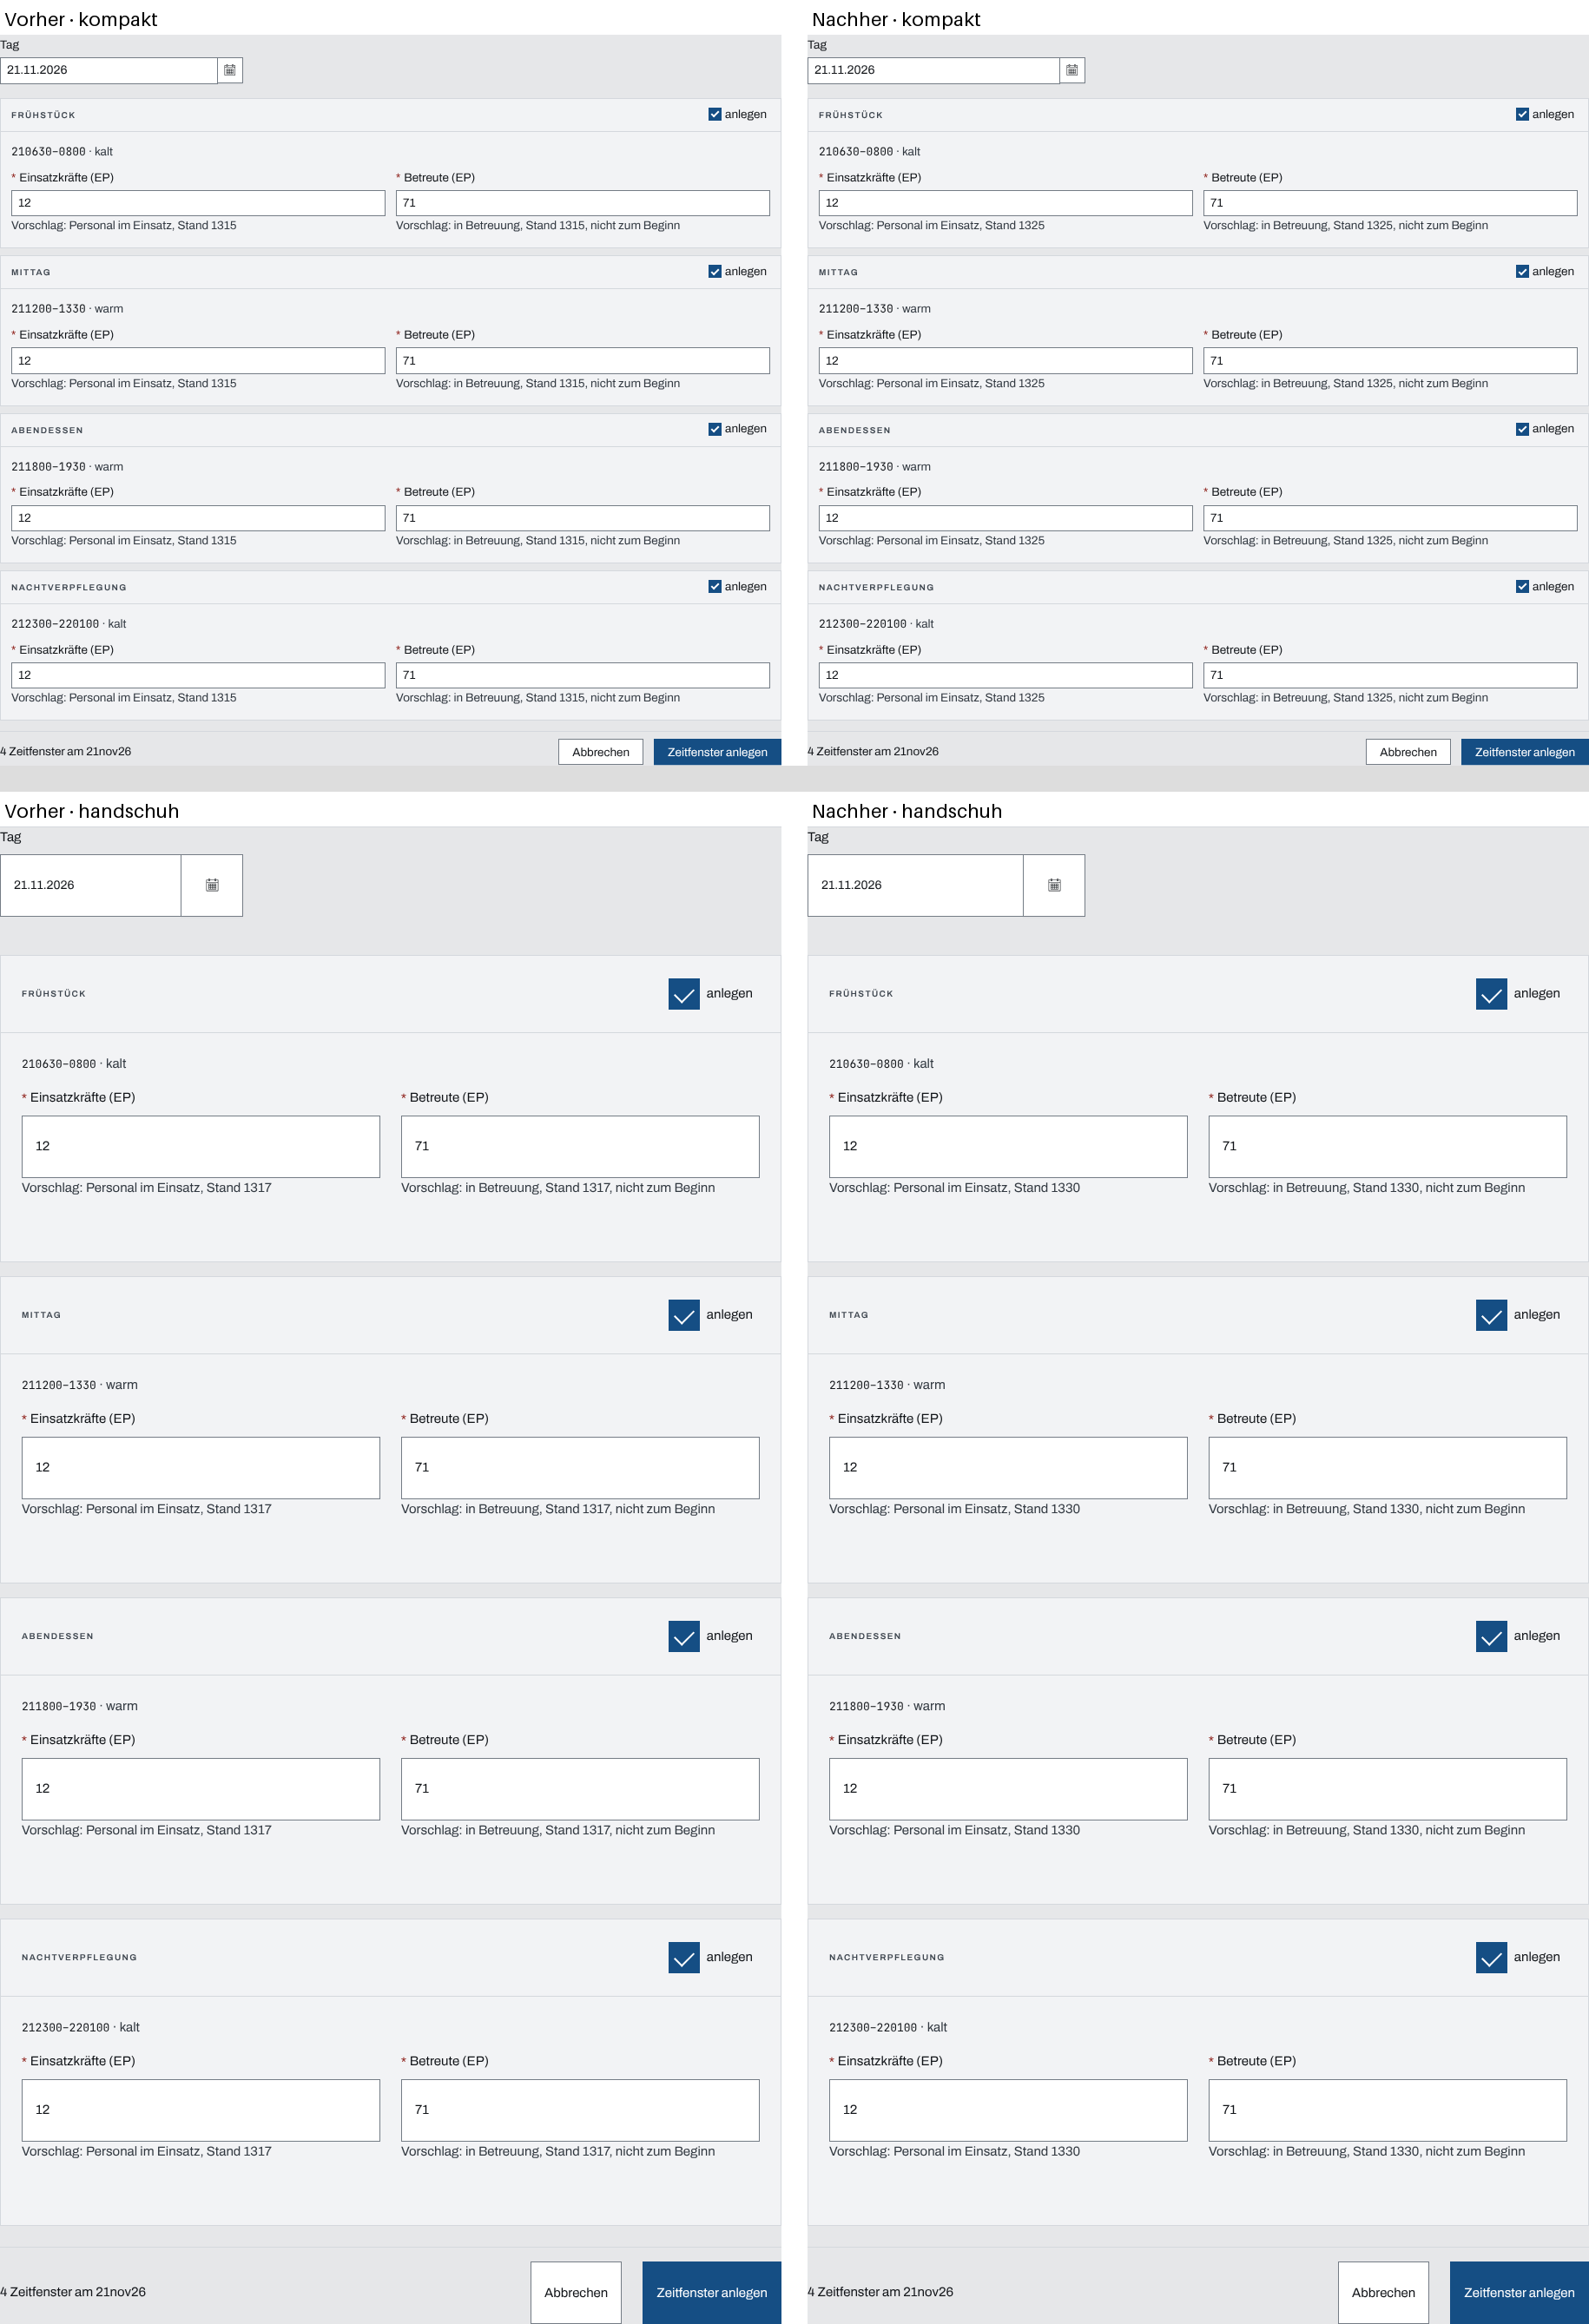 Vorher · kompakt
Tag
21.11.2026
FRÜHSTÜCK
anlegen
210630–0800 · kalt
* Einsatzkräfte (EP) * Betreute (EP)
12 71
Vorschlag: Personal im Einsatz, Stand 1315 Vorschlag: in Betreuung, Stand 1315, nicht zum Beginn
MITTAG
anlegen
211200–1330 · warm
* Einsatzkräfte (EP) * Betreute (EP)
12 71
Vorschlag: Personal im Einsatz, Stand 1315 Vorschlag: in Betreuung, Stand 1315, nicht zum Beginn
ABENDESSEN
anlegen
211800–1930 · warm
* Einsatzkräfte (EP) * Betreute (EP)
12 71
Vorschlag: Personal im Einsatz, Stand 1315 Vorschlag: in Betreuung, Stand 1315, nicht zum Beginn
NACHTVERPFLEGUNG
anlegen
212300–220100 · kalt
* Einsatzkräfte (EP) * Betreute (EP)
12 71
Vorschlag: Personal im Einsatz, Stand 1315 Vorschlag: in Betreuung, Stand 1315, nicht zum Beginn
4 Zeitfenster am 21nov26
Abbrechen
Zeitfenster anlegen
Nachher · kompakt
Tag
21.11.2026
FRÜHSTÜCK
anlegen
210630–0800 · kalt
* Einsatzkräfte (EP) * Betreute (EP)
12 71
Vorschlag: Personal im Einsatz, Stand 1325 Vorschlag: in Betreuung, Stand 1325, nicht zum Beginn
MITTAG
anlegen
211200–1330 · warm
* Einsatzkräfte (EP) * Betreute (EP)
12 71
Vorschlag: Personal im Einsatz, Stand 1325 Vorschlag: in Betreuung, Stand 1325, nicht zum Beginn
ABENDESSEN
anlegen
211800–1930 · warm
* Einsatzkräfte (EP) * Betreute (EP)
12 71
Vorschlag: Personal im Einsatz, Stand 1325 Vorschlag: in Betreuung, Stand 1325, nicht zum Beginn
NACHTVERPFLEGUNG
anlegen
212300–220100 · kalt
* Einsatzkräfte (EP) * Betreute (EP)
12 71
Vorschlag: Personal im Einsatz, Stand 1325 Vorschlag: in Betreuung, Stand 1325, nicht zum Beginn
4 Zeitfenster am 21nov26
Abbrechen
Zeitfenster anlegen
Vorher · handschuh
Tag
21.11.2026
FRÜHSTÜCK
anlegen
210630–0800 · kalt
* Einsatzkräfte (EP) * Betreute (EP)
12 71
Vorschlag: Personal im Einsatz, Stand 1317 Vorschlag: in Betreuung, Stand 1317, nicht zum Beginn
MITTAG
anlegen
211200–1330 · warm
* Einsatzkräfte (EP) * Betreute (EP)
12 71
Vorschlag: Personal im Einsatz, Stand 1317 Vorschlag: in Betreuung, Stand 1317, nicht zum Beginn
ABENDESSEN
anlegen
211800–1930 · warm
* Einsatzkräfte (EP) * Betreute (EP)
12 71
Vorschlag: Personal im Einsatz, Stand 1317 Vorschlag: in Betreuung, Stand 1317, nicht zum Beginn
NACHTVERPFLEGUNG
anlegen
212300–220100 · kalt
* Einsatzkräfte (EP) * Betreute (EP)
12 71
Vorschlag: Personal im Einsatz, Stand 1317 Vorschlag: in Betreuung, Stand 1317, nicht zum Beginn
4 Zeitfenster am 21nov26
Abbrechen
Zeitfenster anlegen
Nachher · handschuh
Tag
21.11.2026
FRÜHSTÜCK
anlegen
210630–0800 · kalt
* Einsatzkräfte (EP) * Betreute (EP)
12 71
Vorschlag: Personal im Einsatz, Stand 1330 Vorschlag: in Betreuung, Stand 1330, nicht zum Beginn
MITTAG
anlegen
211200–1330 · warm
* Einsatzkräfte (EP) * Betreute (EP)
12 71
Vorschlag: Personal im Einsatz, Stand 1330 Vorschlag: in Betreuung, Stand 1330, nicht zum Beginn
ABENDESSEN
anlegen
211800–1930 · warm
* Einsatzkräfte (EP) * Betreute (EP)
12 71
Vorschlag: Personal im Einsatz, Stand 1330 Vorschlag: in Betreuung, Stand 1330, nicht zum Beginn
NACHTVERPFLEGUNG
anlegen
212300–220100 · kalt
* Einsatzkräfte (EP) * Betreute (EP)
12 71
Vorschlag: Personal im Einsatz, Stand 1330 Vorschlag: in Betreuung, Stand 1330, nicht zum Beginn
4 Zeitfenster am 21nov26
Abbrechen
Zeitfenster anlegen